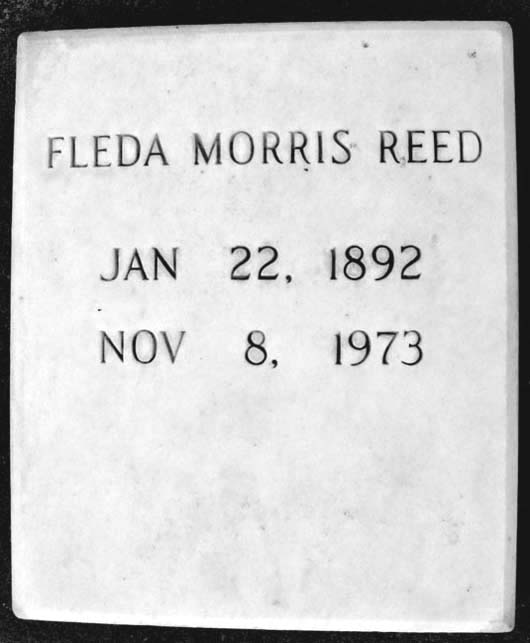 FLEDA MORRIS REED
JAN 22, 1892
NOV 8, 1973